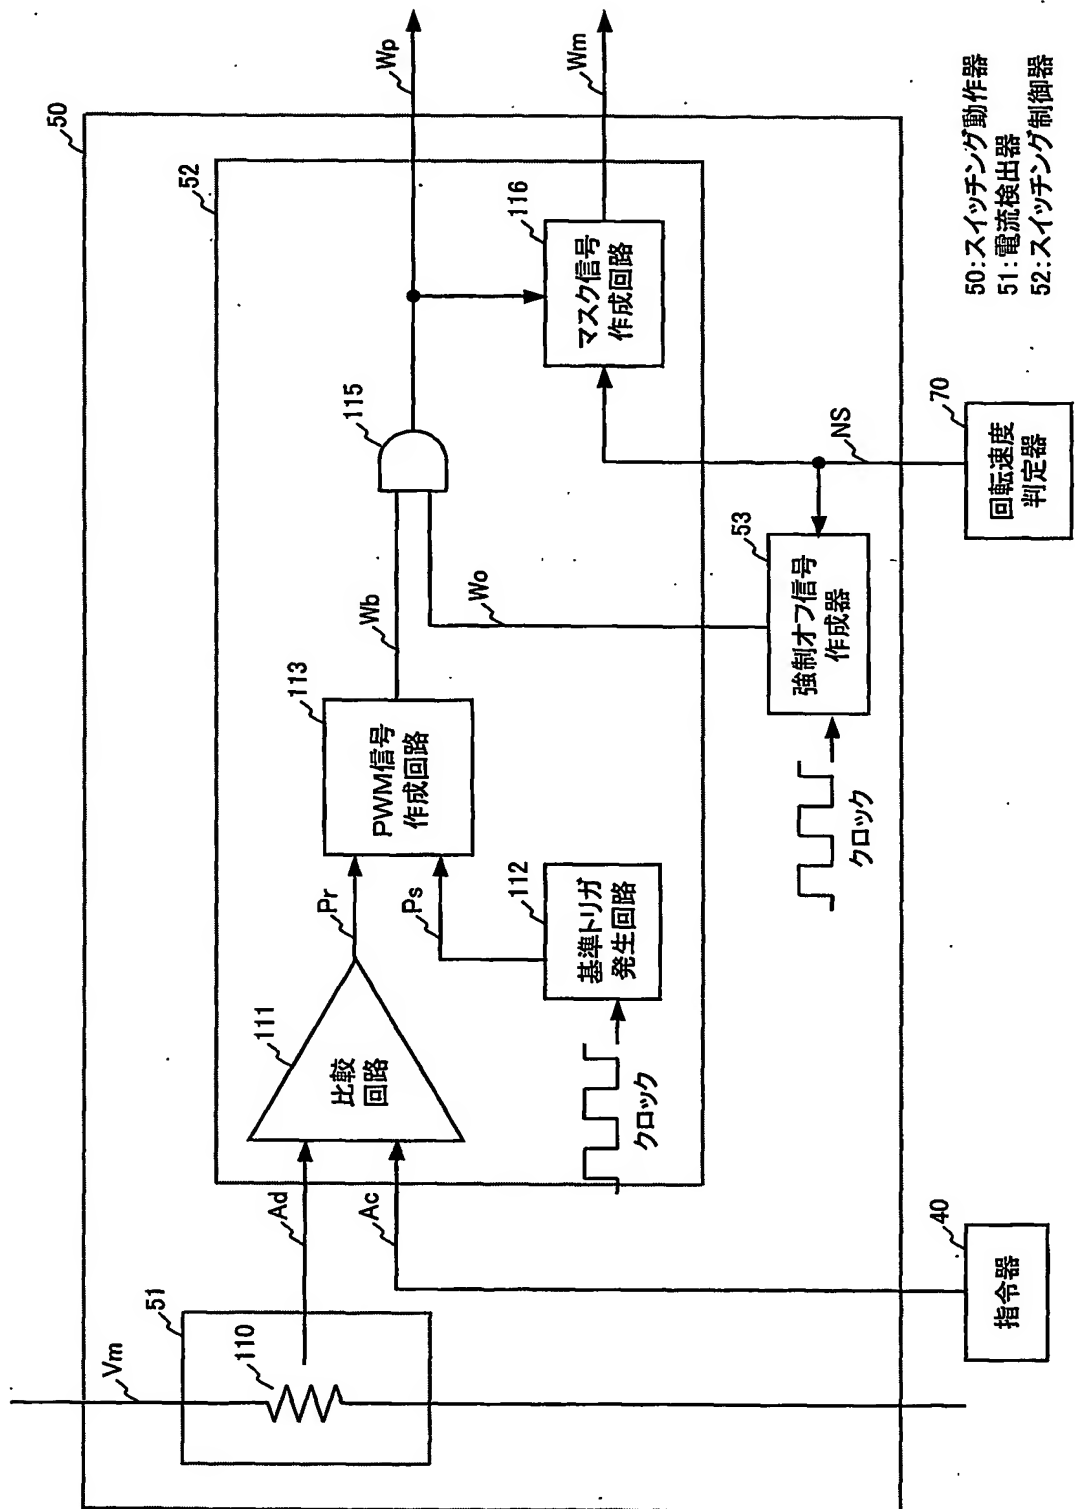 50
Vm
51
110
Ad
Ac
40
指令器
52
111
比較
回路
Pr
Ps
クロック
112
基準トリガ
発生回路
113
PWM信号
作成回路
Wb
Wo
115
クロック
53
強制オフ信号
作成器
NS
70
回転速度
判定器
116
マスク信号
作成回路
Wp
Wm
50:スイッチング動作器
51:電流検出器
52:スイッチング制御器